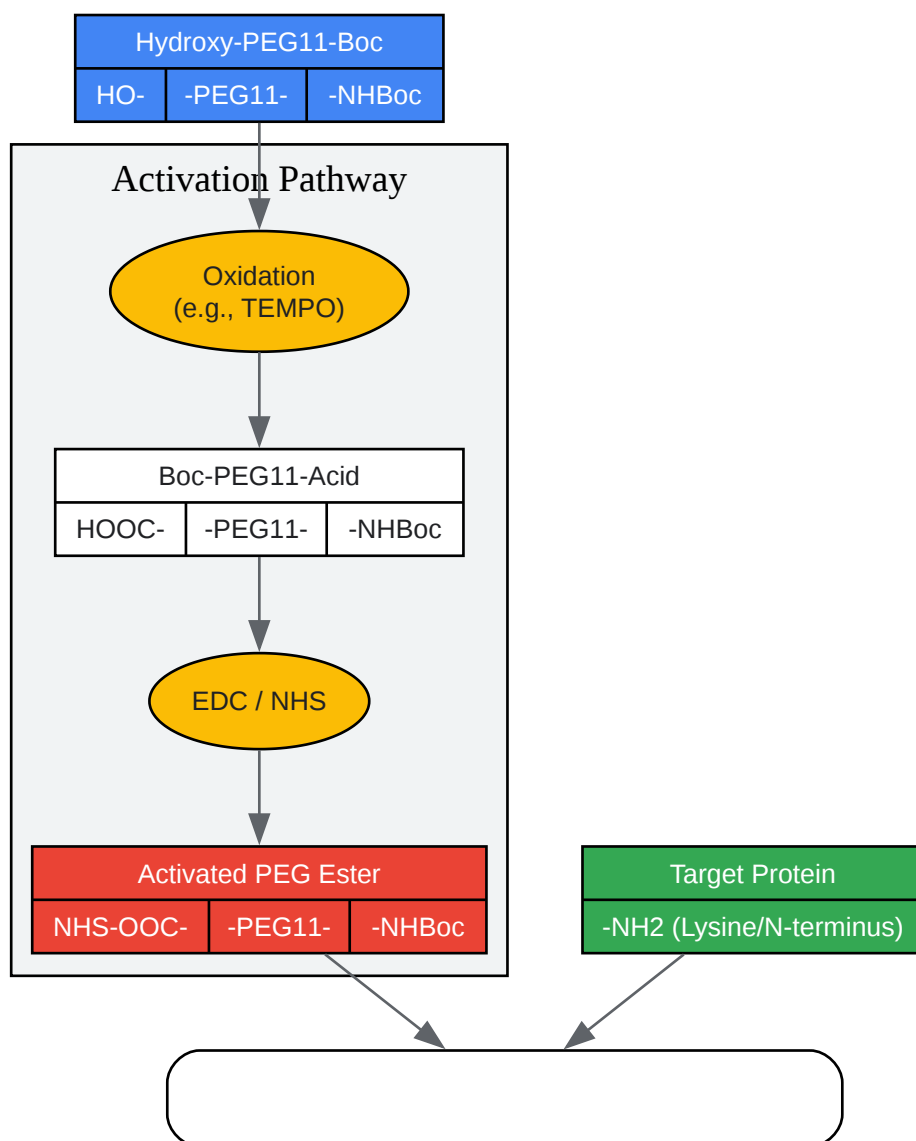 Hydroxy-PEG11-Boc
HO- -PEG11- -NHBoc
Activation Pathway
Oxidation
(e.g., TEMPO)
Boc-PEG11-Acid
HOOC- -PEG11- -NHBoc
EDC / NHS
Activated PEG Ester
NHS-OOC- -PEG11- -NHBoc
Target Protein
-NH2 (Lysine/N-terminus)